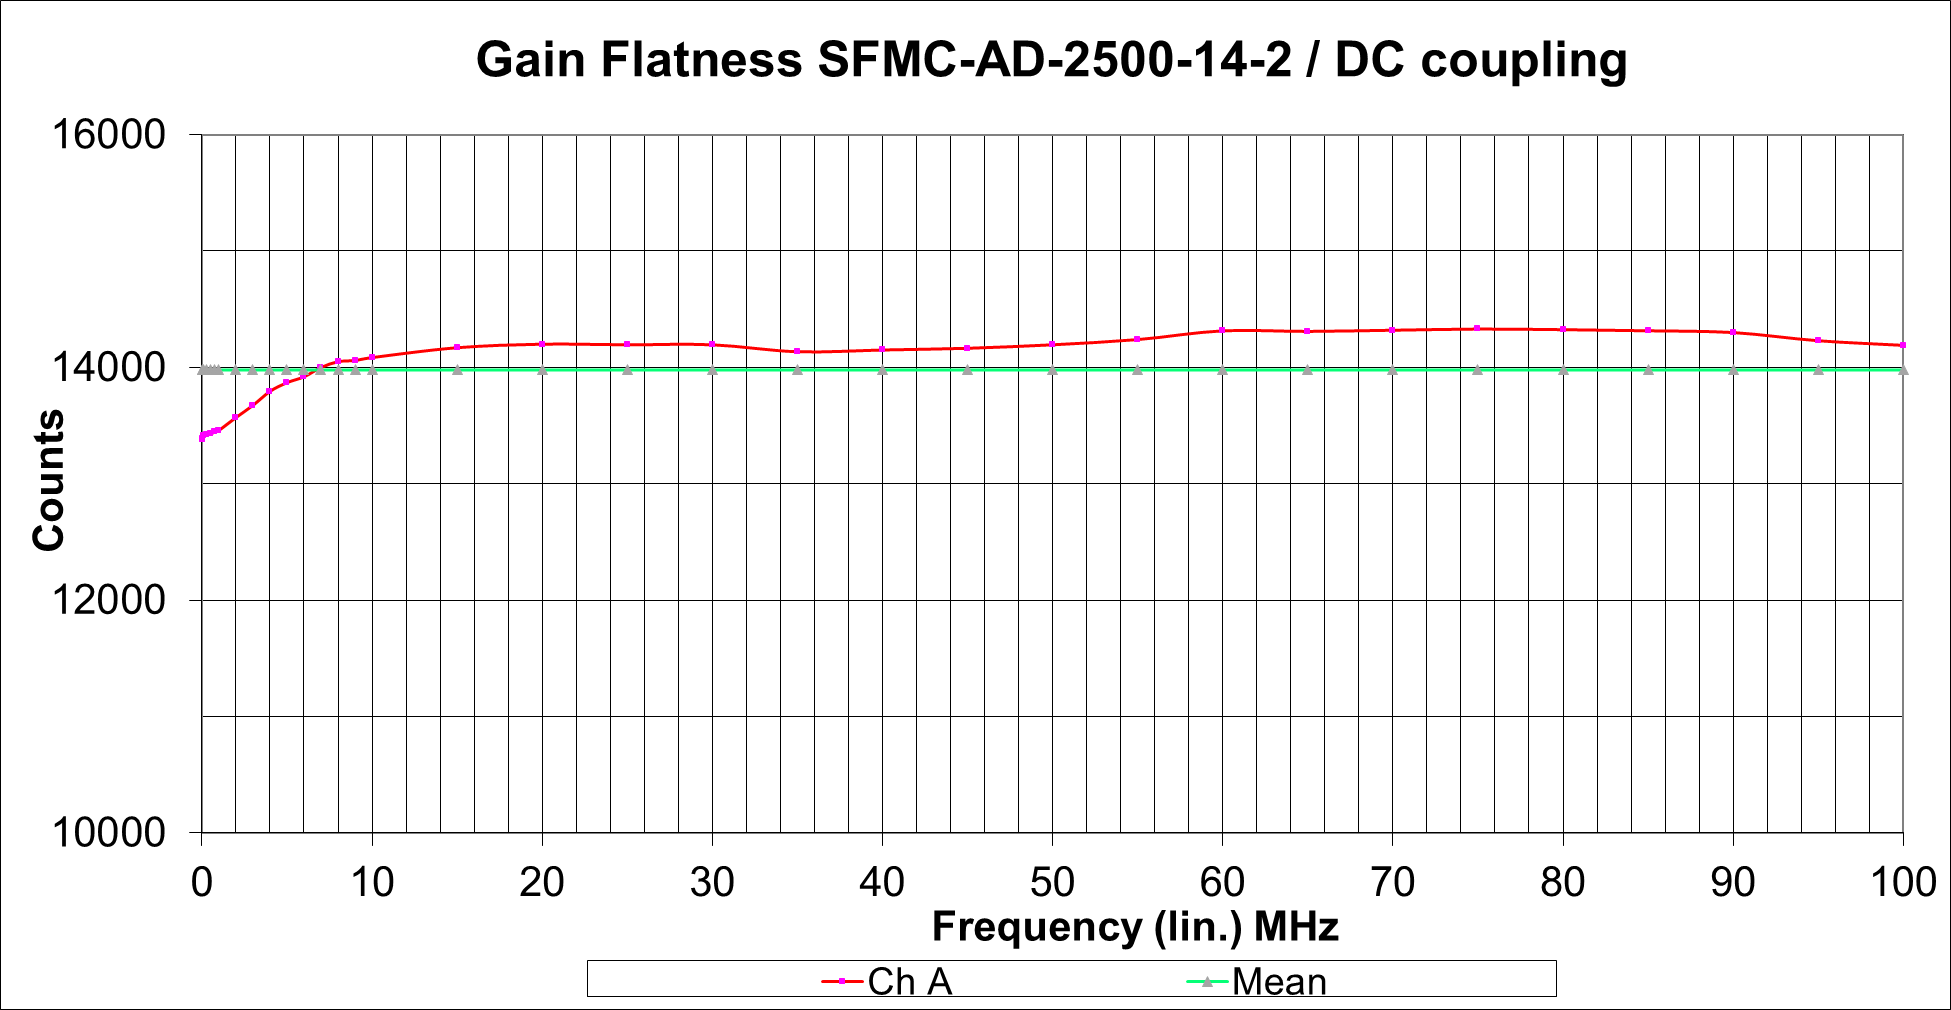 Gain Flatness SFMC-AD-2500-14-2 / DC coupling
16000
14000
12000
10000
Counts
0 10 20 30 40 50 60 70 80 90 100
Frequency (lin.) MHz
Ch A Mean